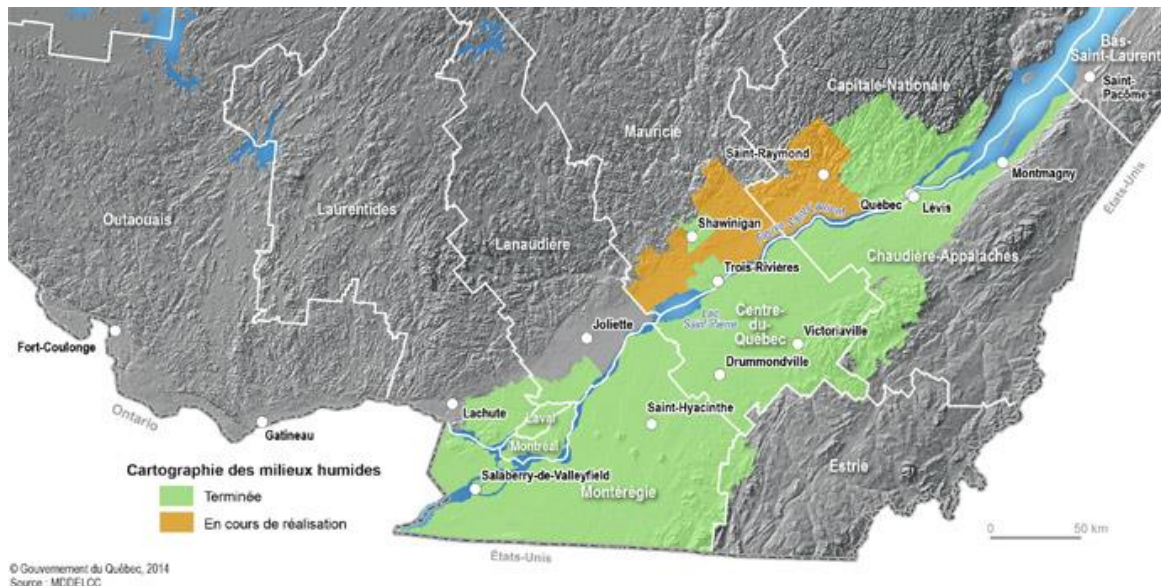 Bas-
Saint-Laurent
Saint-
Pacôme
Capitale-Nationale
Mauricie
Saint-Raymond
Montmagny
États-Unis
Québec
Lévis
Outaouais
Laurentides
Lanaudière
Shawinigan
Fleuve Saint-Laurent
Chaudière-Appalaches
Trois-Rivières
Lac
Saint-Pierre
Centre-
du-
Québec
Victoriaville
Joliette
Fort-Coulonge
Drummondville
Ontario
Lachute
Saint-Hyacinthe
Gatineau
Laval
Montréal
Estrie
Cartographie des milieux humides
Salaberry-de-Valleyfield
Montérégie
Terminée
En cours de réalisation
0 50 km
États-Unis
© Gouvernement du Québec, 2014
Source : MDDELCC